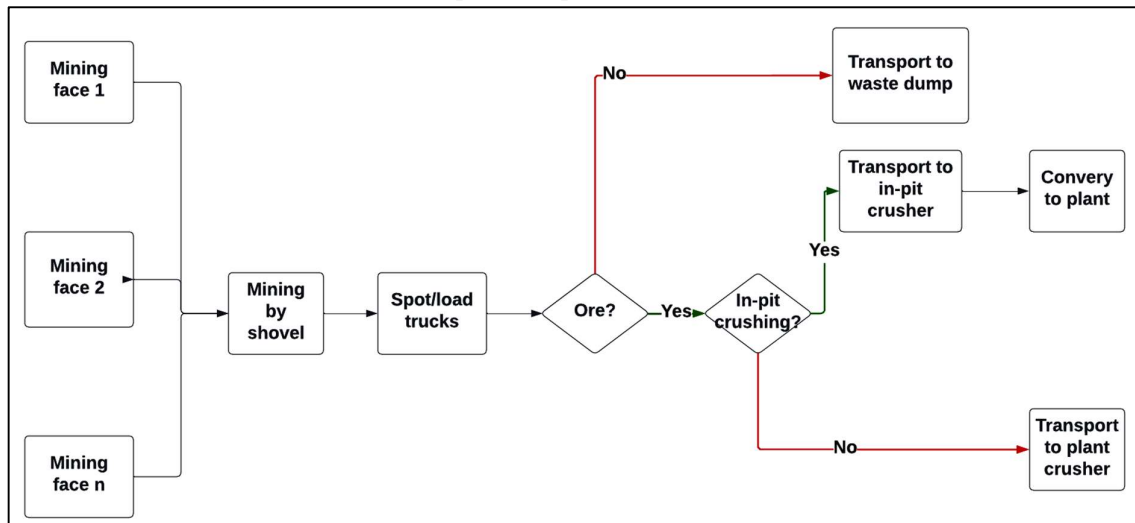 Mining
face 1
Mining
face 2
Mining
face n
Mining
by
shovel
Spot/load
trucks
Ore?
No
Transport to
waste dump
Yes
In-pit
crushing?
Yes
Transport to
in-pit
crusher
Convery
to plant
No
Transport
to plant
crusher